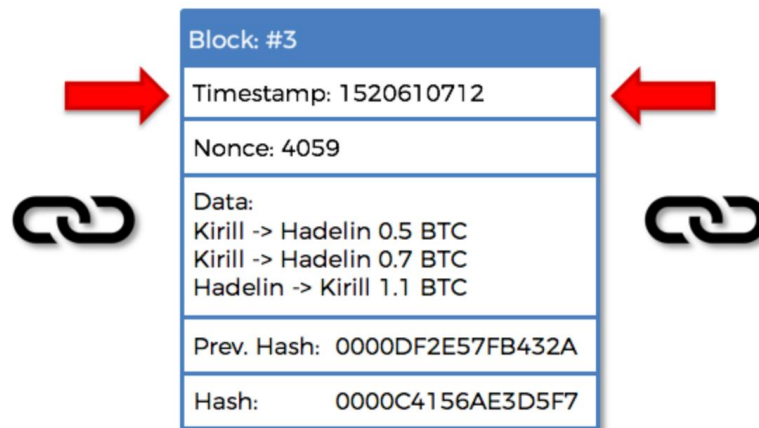 Block: #3
Timestamp: 1520610712
Nonce: 4059
Data:
Kirill -> Hadelin 0.5 BTC
Kirill -> Hadelin 0.7 BTC
Hadelin -> Kirill 1.1 BTC
Prev. Hash: 0000DF2E57FB432A
Hash: 0000C4156AE3D5F7